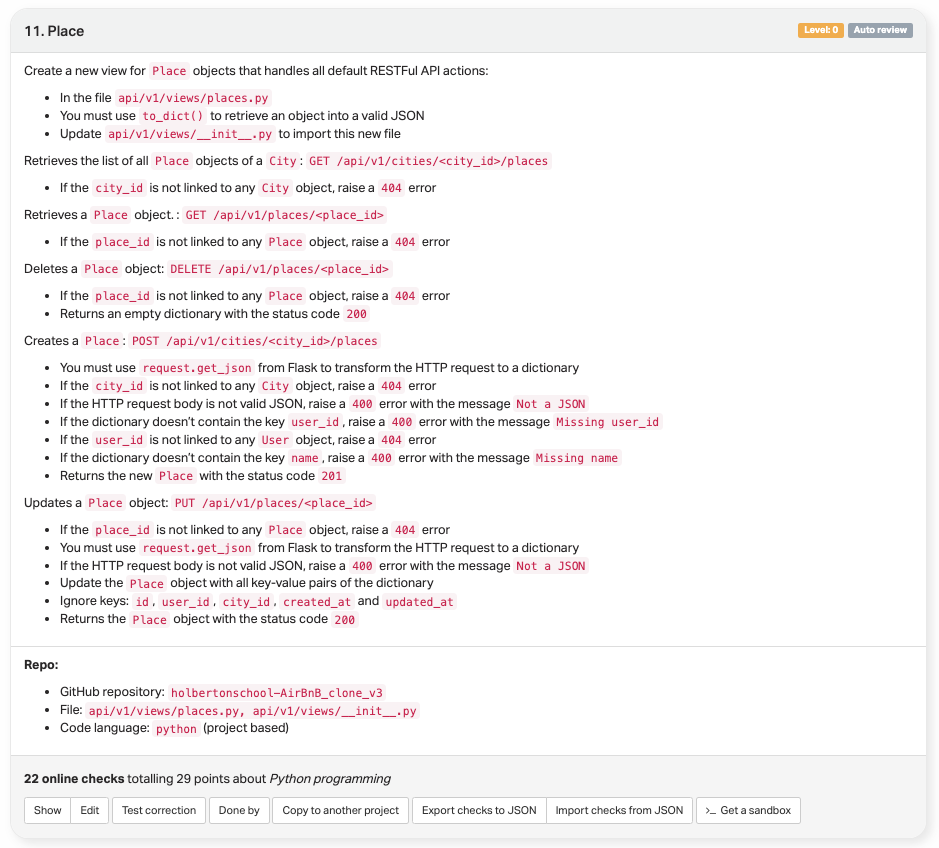 11. Place
Level: 0
Auto review
Create a new view for Place objects that handles all default RESTFul API actions:
• In the file api/v1/views/places.py
• You must use to_dict() to retrieve an object into a valid JSON
• Update api/v1/views/__init__.py to import this new file
Retrieves the list of all Place objects of a City: GET /api/v1/cities/<city_id>/places
• If the city_id is not linked to any City object, raise a 404 error
Retrieves a Place object. : GET /api/v1/places/<place_id>
• If the place_id is not linked to any Place object, raise a 404 error
Deletes a Place object: DELETE /api/v1/places/<place_id>
• If the place_id is not linked to any Place object, raise a 404 error
• Returns an empty dictionary with the status code 200
Creates a Place: POST /api/v1/cities/<city_id>/places
• You must use request.get_json from Flask to transform the HTTP request to a dictionary
• If the city_id is not linked to any City object, raise a 404 error
• If the HTTP request body is not valid JSON, raise a 400 error with the message Not a JSON
• If the dictionary doesn't contain the key user_id, raise a 400 error with the message Missing user_id
• If the user_id is not linked to any User object, raise a 404 error
• If the dictionary doesn't contain the key name, raise a 400 error with the message Missing name
• Returns the new Place with the status code 201
Updates a Place object: PUT /api/v1/places/<place_id>
• If the place_id is not linked to any Place object, raise a 404 error
• You must use request.get_json from Flask to transform the HTTP request to a dictionary
• If the HTTP request body is not valid JSON, raise a 400 error with the message Not a JSON
• Update the Place object with all key-value pairs of the dictionary
• Ignore keys: id, user_id, city_id, created_at and updated_at
• Returns the Place object with the status code 200
Repo:
• GitHub repository: holbertonschool-AirBnB_clone_v3
• File: api/v1/views/places.py, api/v1/views/__init__.py
• Code language: python (project based)
22 online checks totalling 29 points about Python programming
Show
Edit
Test correction
Done by
Copy to another project
Export checks to JSON
Import checks from JSON
>_ Get a sandbox